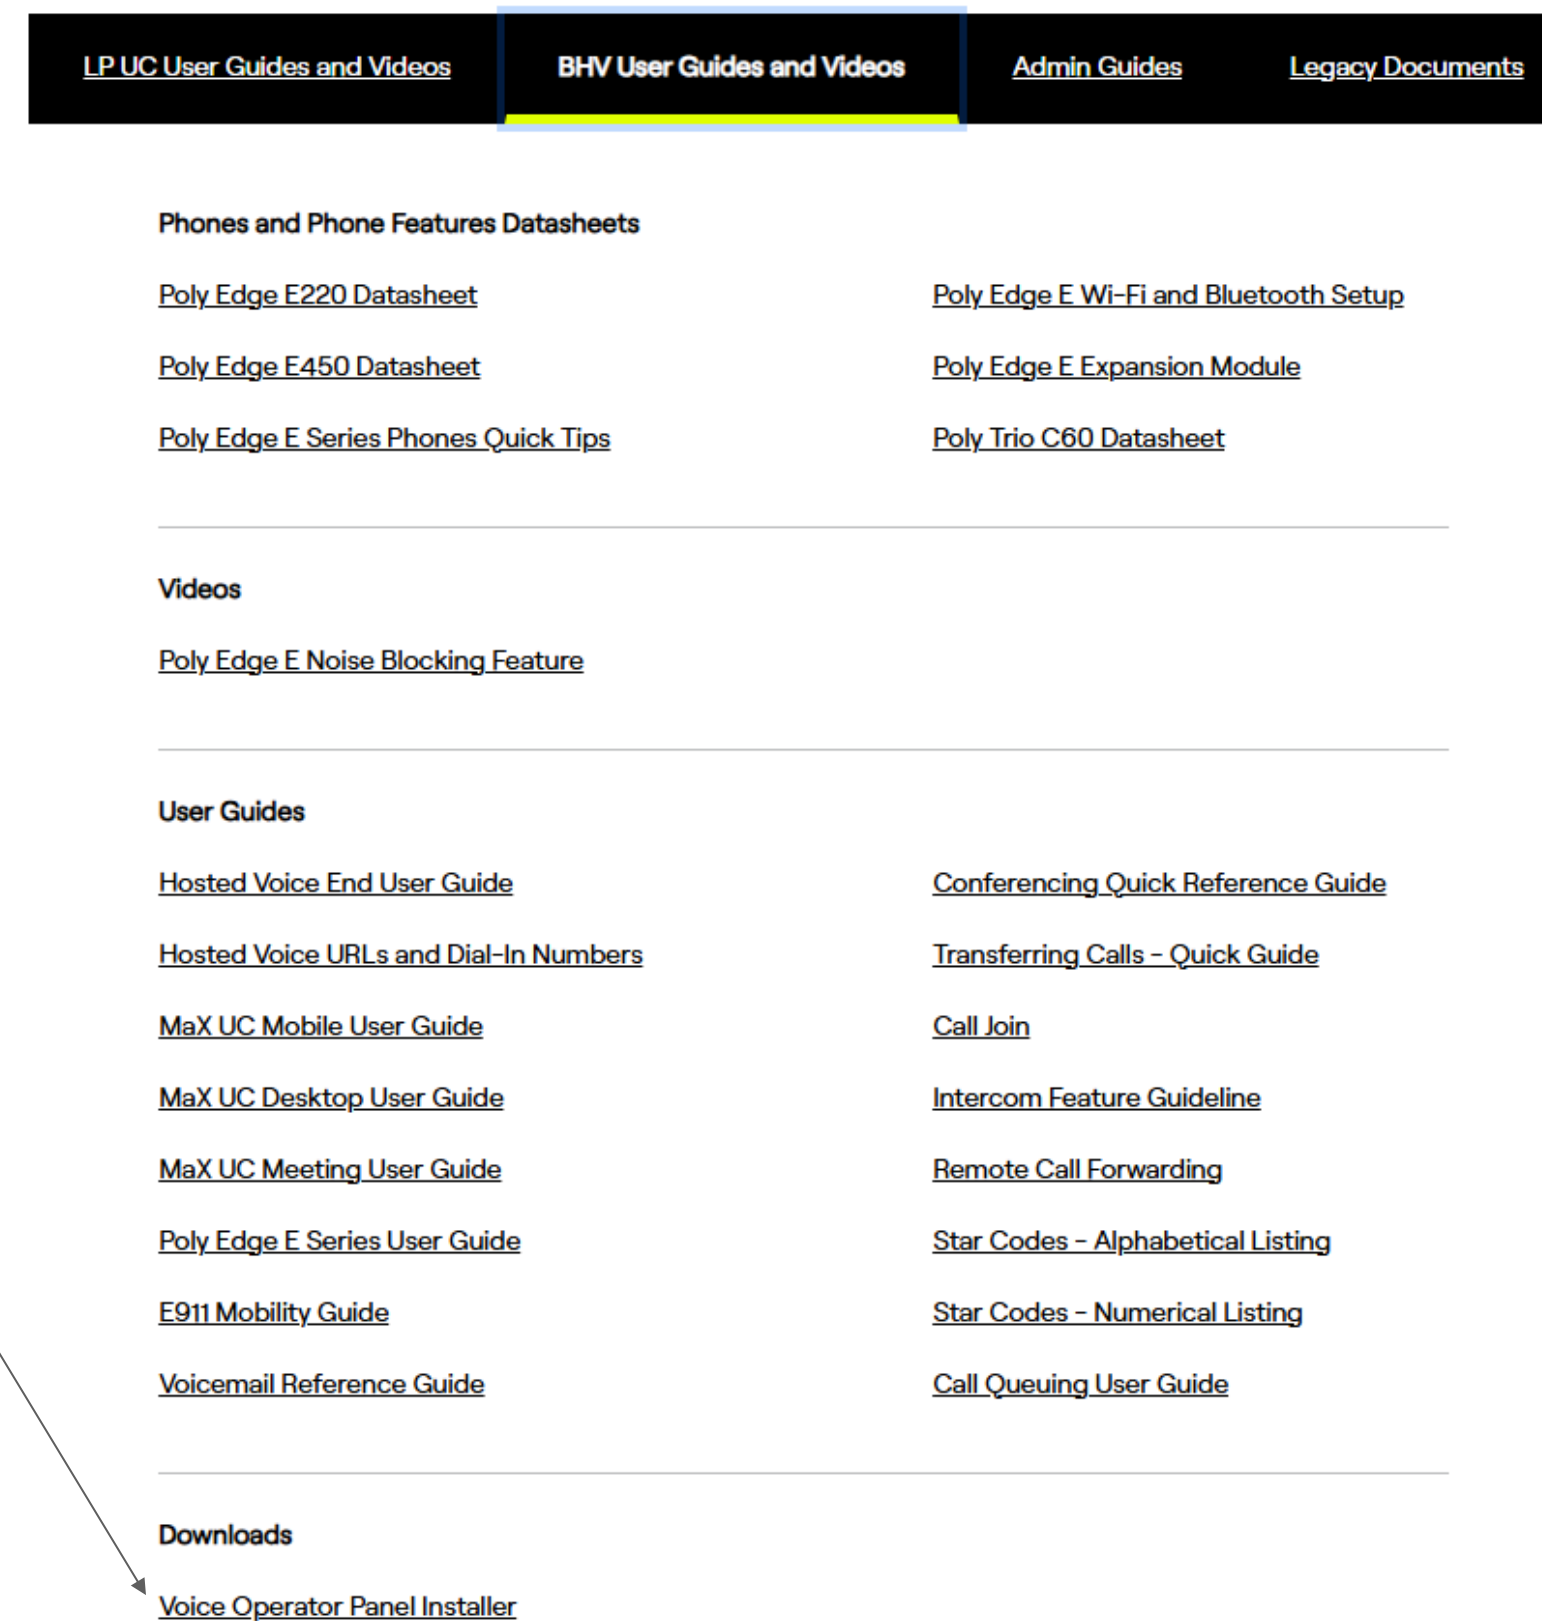 LP UC User Guides and Videos
BHV User Guides and Videos
Admin Guides
Legacy Documents
Phones and Phone Features Datasheets
Poly Edge E220 Datasheet
Poly Edge E Wi-Fi and Bluetooth Setup
Poly Edge E450 Datasheet
Poly Edge E Expansion Module
Poly Edge E Series Phones Quick Tips
Poly Trio C60 Datasheet
Videos
Poly Edge E Noise Blocking Feature
User Guides
Hosted Voice End User Guide
Conferencing Quick Reference Guide
Hosted Voice URLs and Dial-In Numbers
Transferring Calls - Quick Guide
MaX UC Mobile User Guide
Call Join
MaX UC Desktop User Guide
Intercom Feature Guideline
MaX UC Meeting User Guide
Remote Call Forwarding
Poly Edge E Series User Guide
Star Codes - Alphabetical Listing
E911 Mobility Guide
Star Codes - Numerical Listing
Voicemail Reference Guide
Call Queuing User Guide
Downloads
Voice Operator Panel Installer